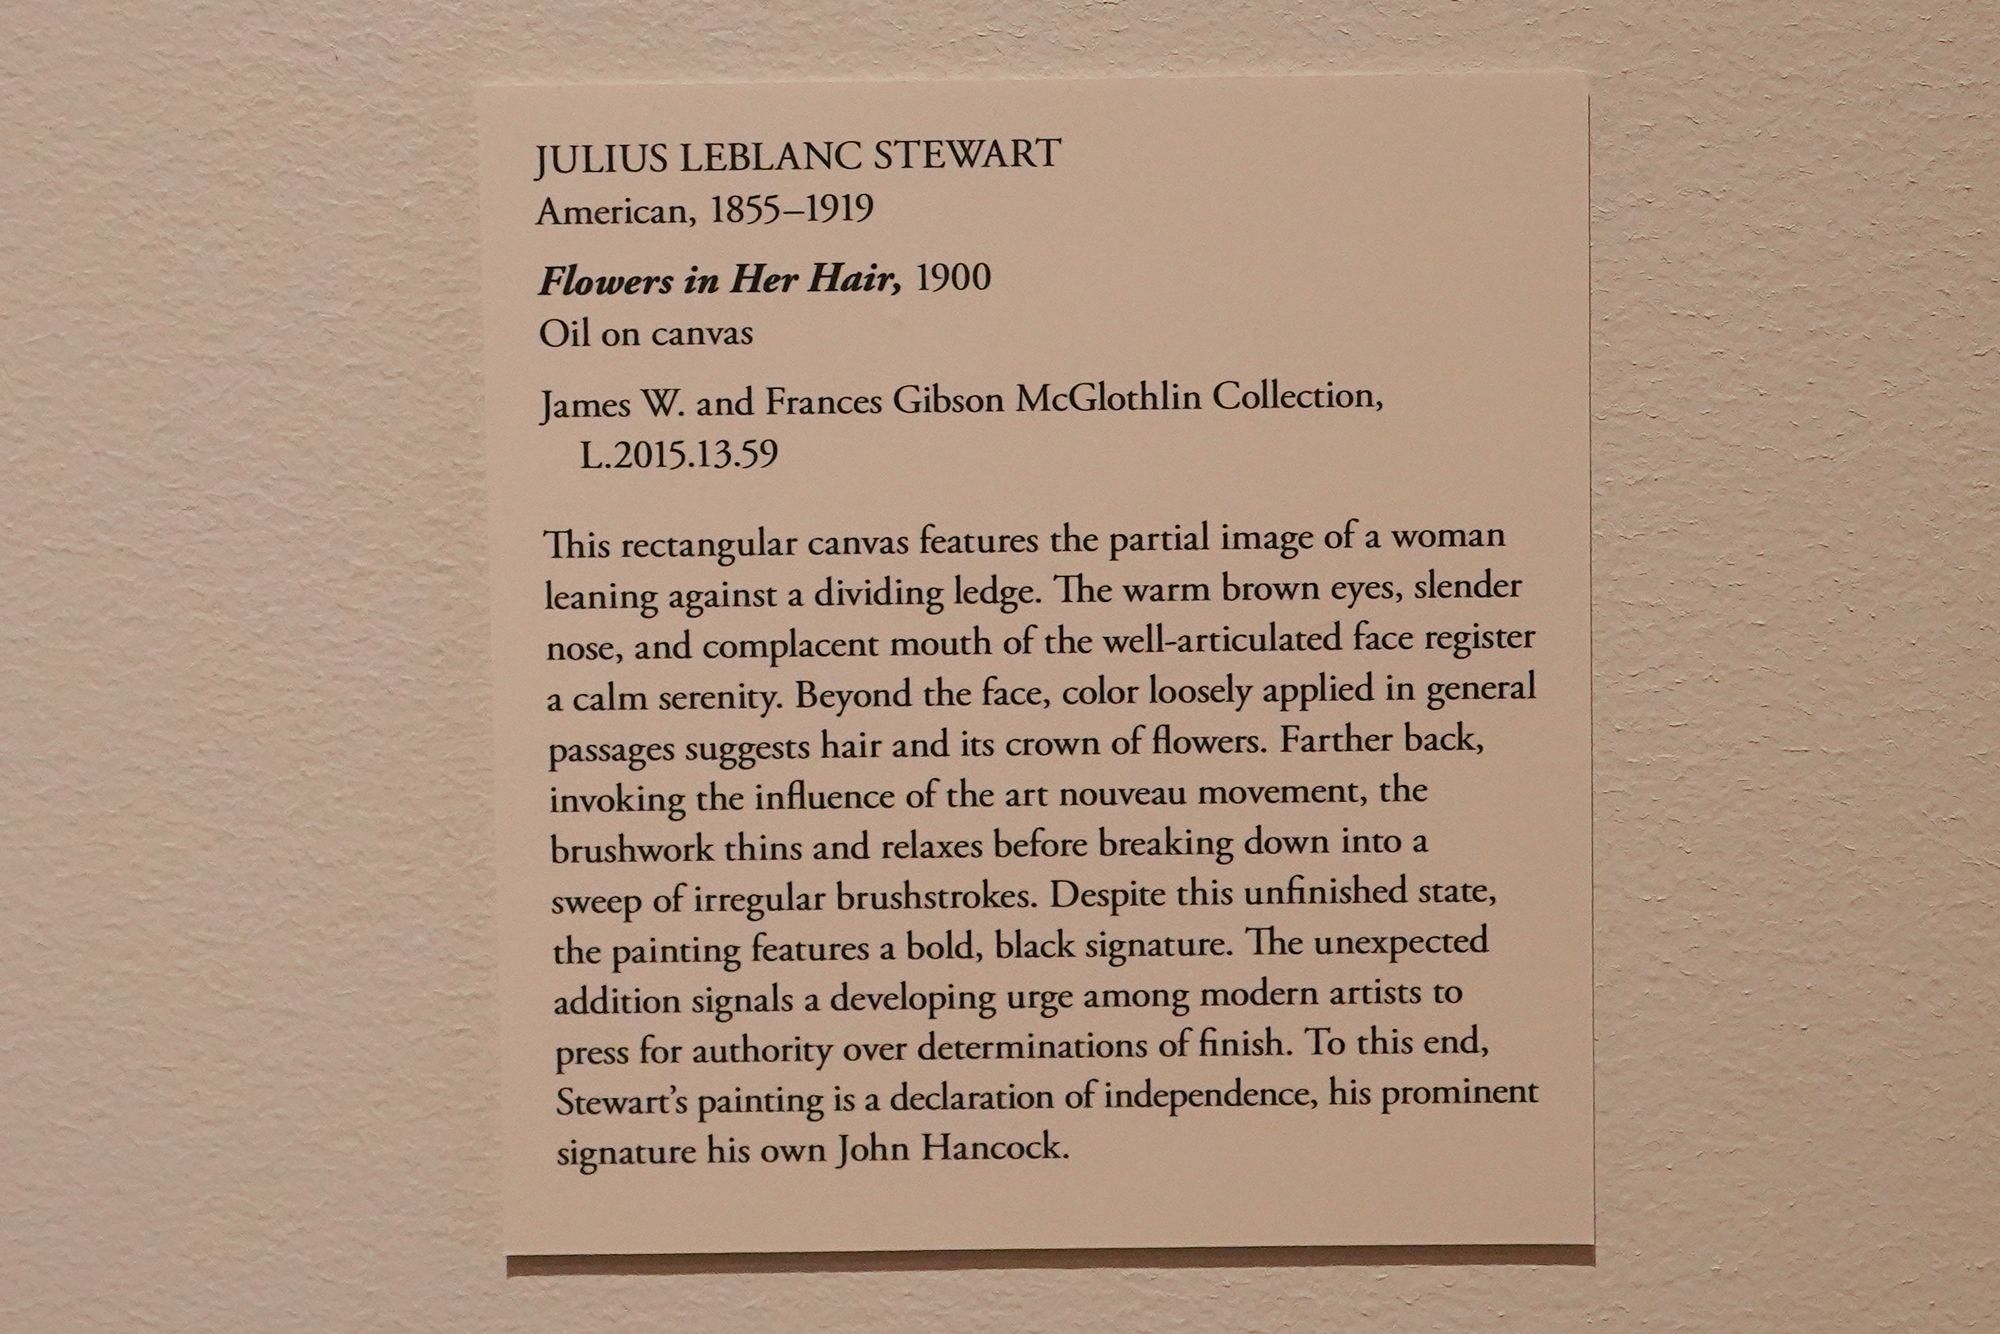 JULIUS LEBLANC STEWART
American, 1855–1919
Flowers in Her Hair, 1900
Oil on canvas
James W. and Frances Gibson McGlothlin Collection,
L.2015.13.59
This rectangular canvas features the partial image of a woman
leaning against a dividing ledge. The warm brown eyes, slender
nose, and complacent mouth of the well-articulated face register
a calm serenity. Beyond the face, color loosely applied in general
passages suggests hair and its crown of flowers. Farther back,
invoking the influence of the art nouveau movement, the
brushwork thins and relaxes before breaking down into a
sweep of irregular brushstrokes. Despite this unfinished state,
the painting features a bold, black signature. The unexpected
addition signals a developing urge among modern artists to
press for authority over determinations of finish. To this end,
Stewart’s painting is a declaration of independence, his prominent
signature his own John Hancock.